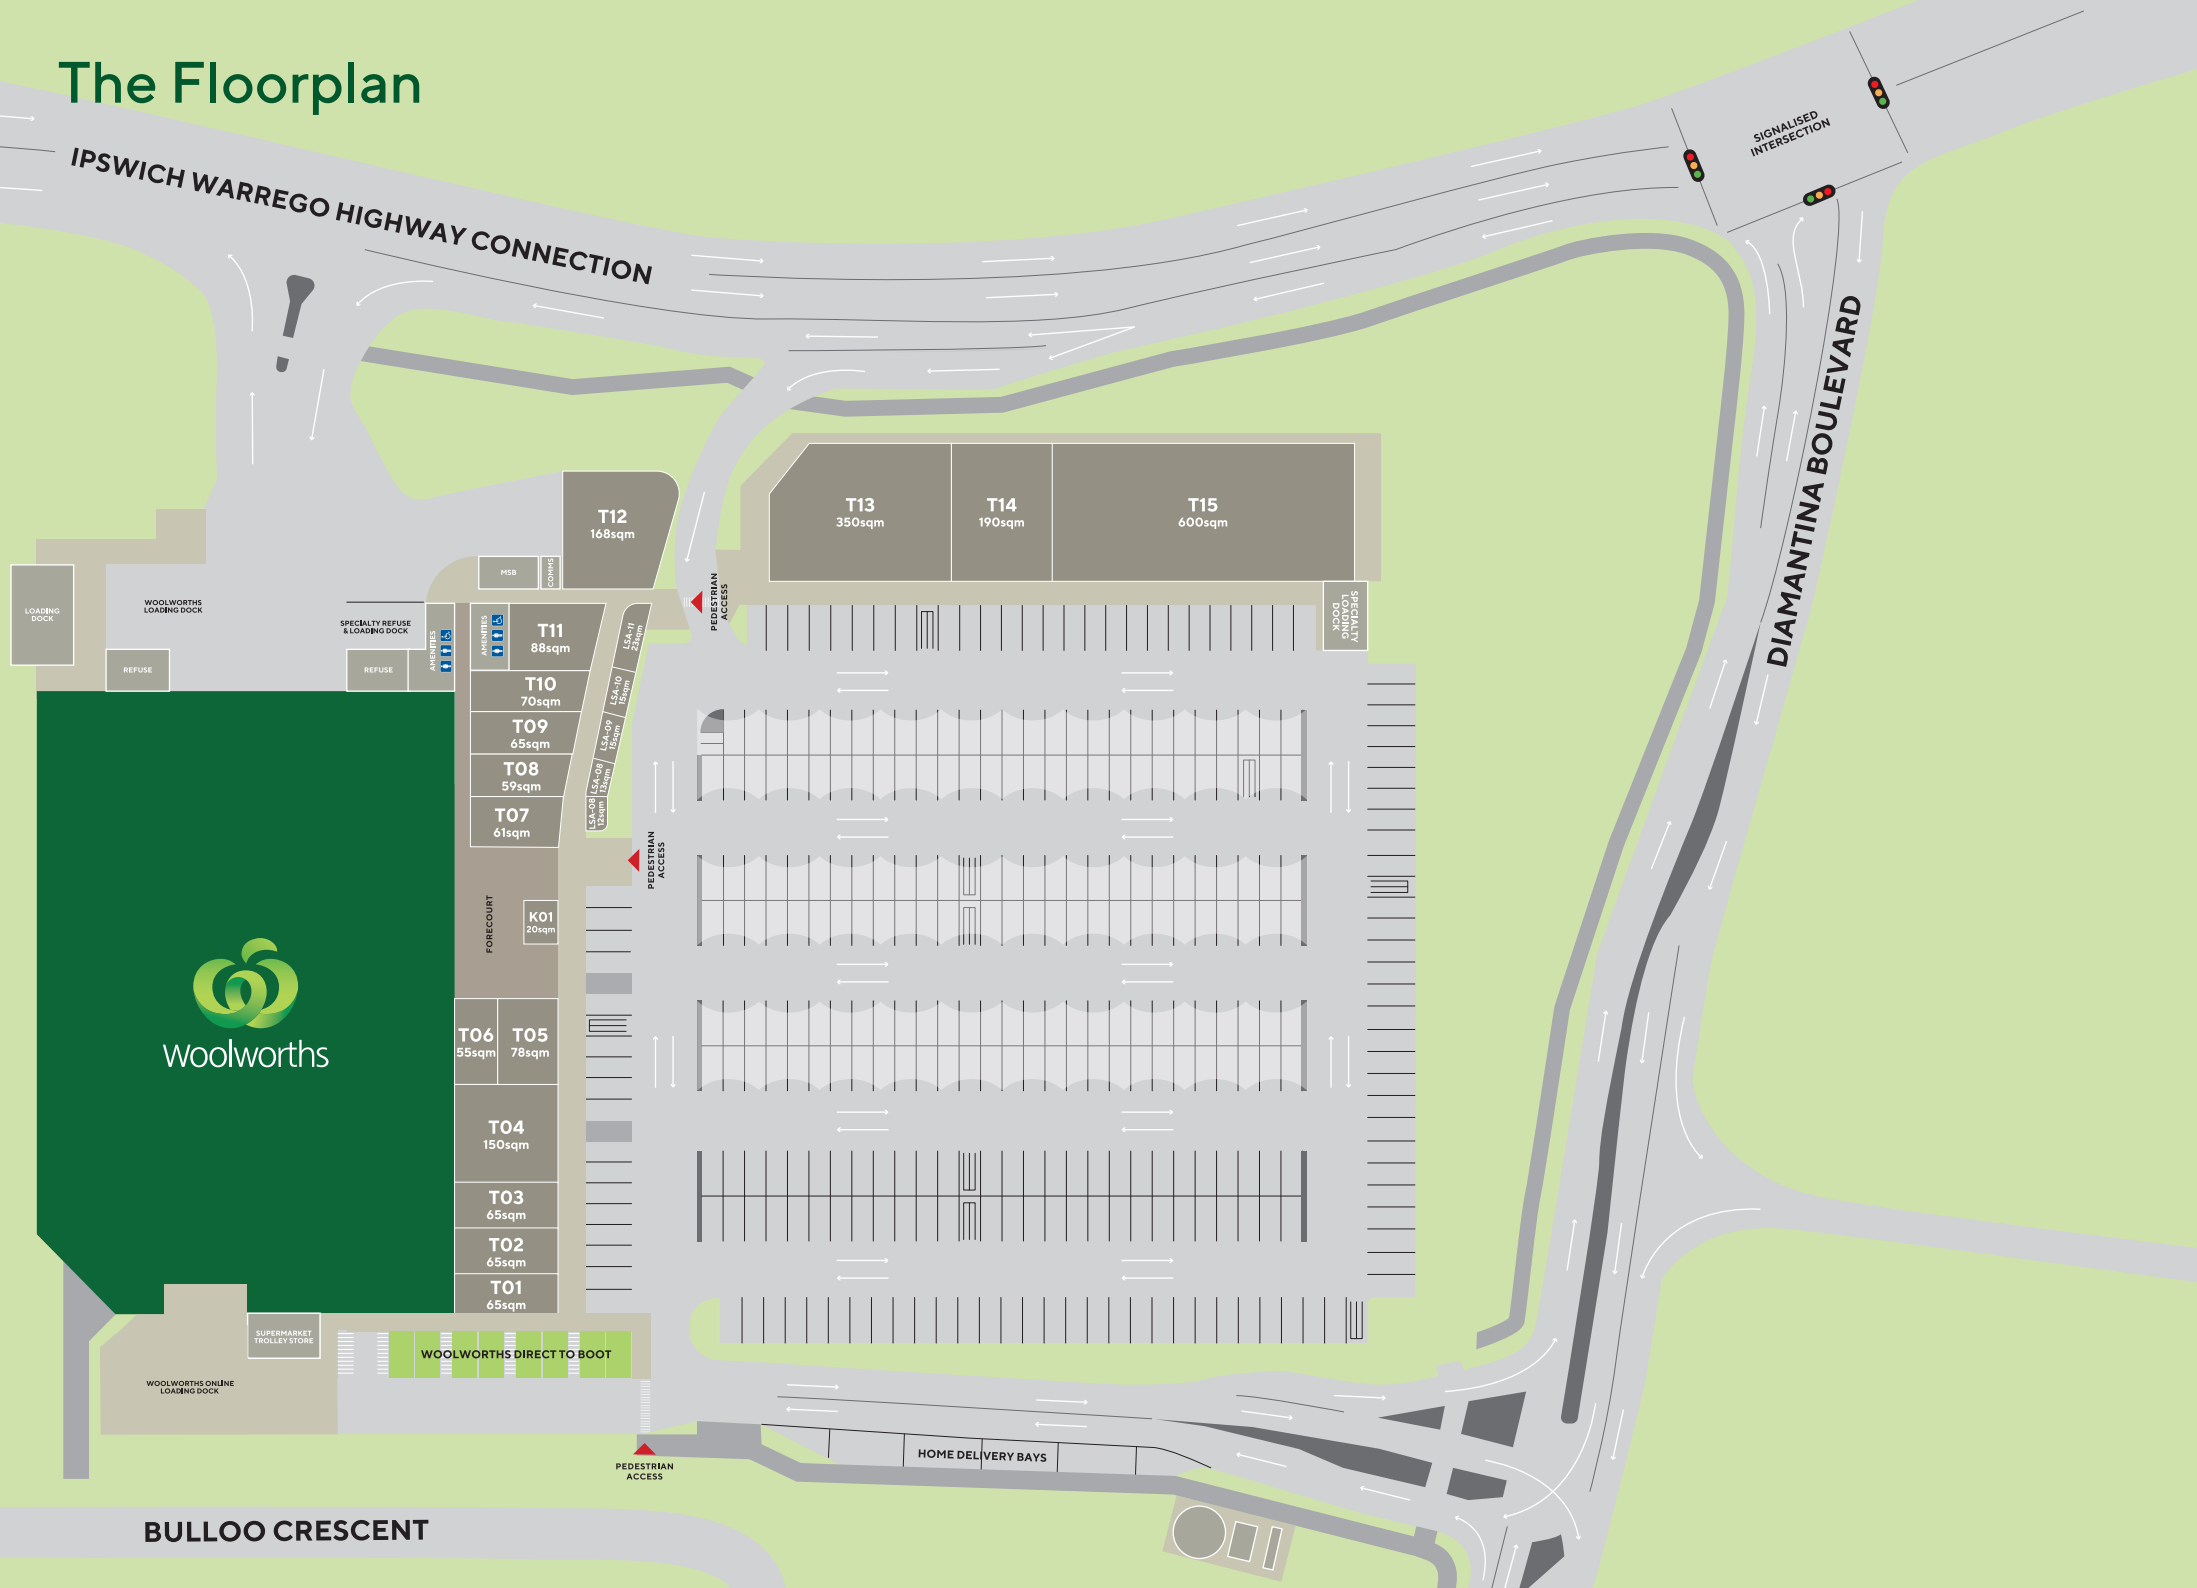 The Floorplan
IPSWICH WARREGO HIGHWAY CONNECTION
SIGNALISED
INTERSECTION
DIAMANTINA BOULEVARD
T12
168sqm
T13
350sqm
T14
190sqm
T15
600sqm
MSB
COMMS
LOADING
DOCK
WOOLWORTHS
LOADING DOCK
SPECIALTY REFUSE
& LOADING DOCK
REFUSE
REFUSE
AMENITIES
AMENITIES
T11
88sqm
T10
70sqm
T09
65sqm
T08
59sqm
T07
61sqm
LSA-11
23sqm
LSA-10
15sqm
LSA-09
15sqm
LSA-08
13sqm
LSA-08
12sqm
PEDESTRIAN
ACCESS
SPECIALTY
LOADING
DOCK
PEDESTRIAN
ACCESS
FORECOURT
K01
20sqm
Woolworths
T06
55sqm
T05
78sqm
T04
150sqm
T03
65sqm
T02
65sqm
T01
65sqm
SUPERMARKET
TROLLEY STORE
WOOLWORTHS DIRECT TO BOOT
WOOLWORTHS ONLINE
LOADING DOCK
HOME DELIVERY BAYS
PEDESTRIAN
ACCESS
BULLOO CRESCENT